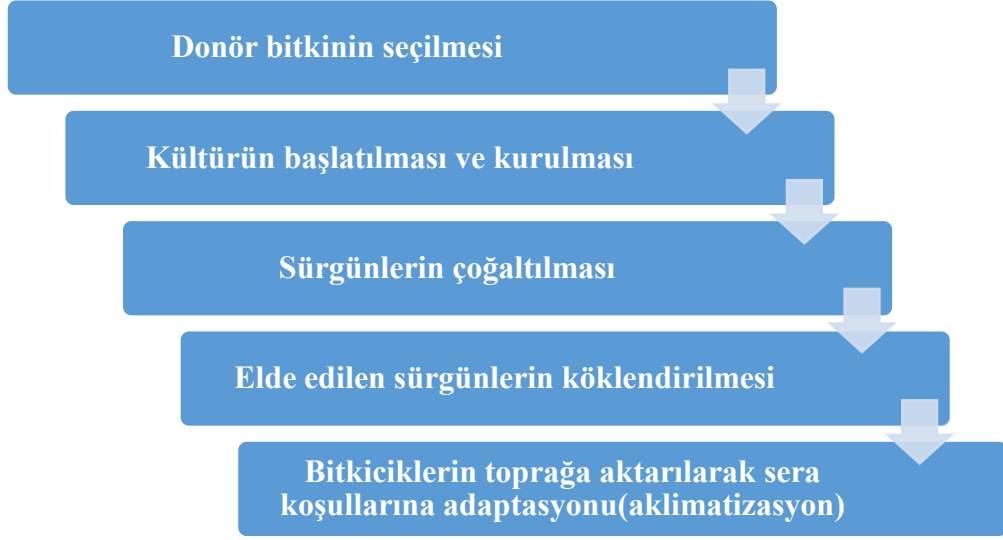 Donör bitkinin seçilmesi
Kültürün başlatılması ve kurulması
Sürgünlerin çoğaltılması
Elde edilen sürgünlerin köklendirilmesi
Bitkiciklerin toprağa aktarılarak sera
koşullarına adaptasyonu(aklimatizasyon)